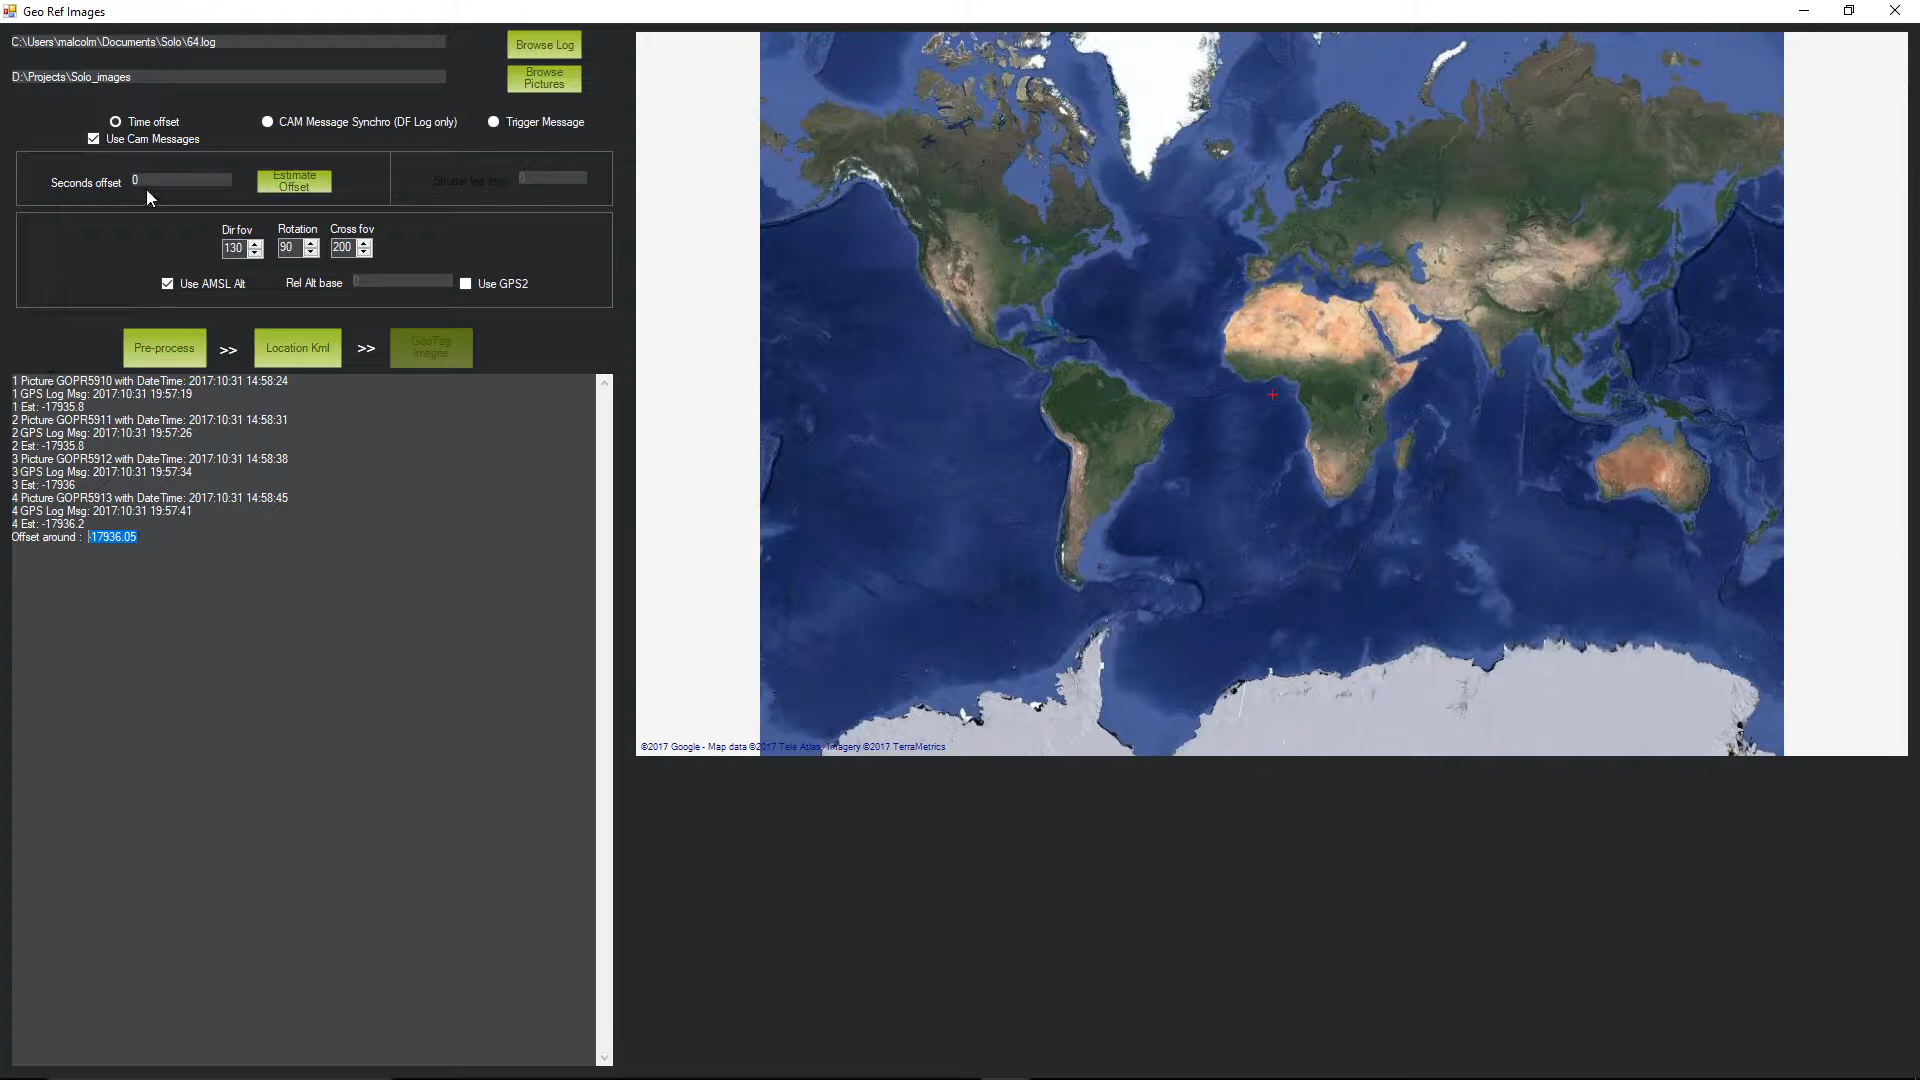 Geo Ref Images
C:\Users\malcolm\Documents\Solo\64.log
Browse Log
D:\Projects\Solo_images
Browse
Pictures
Time offset
CAM Message Synchro (DF Log only)
Trigger Message
Use Cam Messages
Seconds offset
0
Estimate
Offset
Shutter lag (ms)
0
Dir fov
Rotation
Cross fov
130
90
200
Use AMSL Alt
Rel Alt base
0
Use GPS2
Pre-process
>>
Location Kml
>>
GeoTag
Images
1 Picture GOPR5910 with DateTime: 2017:10:31 14:58:24
1 GPS Log Msg: 2017:10:31 19:57:19
1 Est: -17935.8
2 Picture GOPR5911 with DateTime: 2017:10:31 14:58:31
2 GPS Log Msg: 2017:10:31 19:57:26
2 Est: -17935.8
3 Picture GOPR5912 with DateTime: 2017:10:31 14:58:38
3 GPS Log Msg: 2017:10:31 19:57:34
3 Est: -17936
4 Picture GOPR5913 with DateTime: 2017:10:31 14:58:45
4 GPS Log Msg: 2017:10:31 19:57:41
4 Est: -17936.2
Offset around : -17936.05
©2017 Google - Map data ©2017 Tele Atlas, Imagery ©2017 TerraMetrics